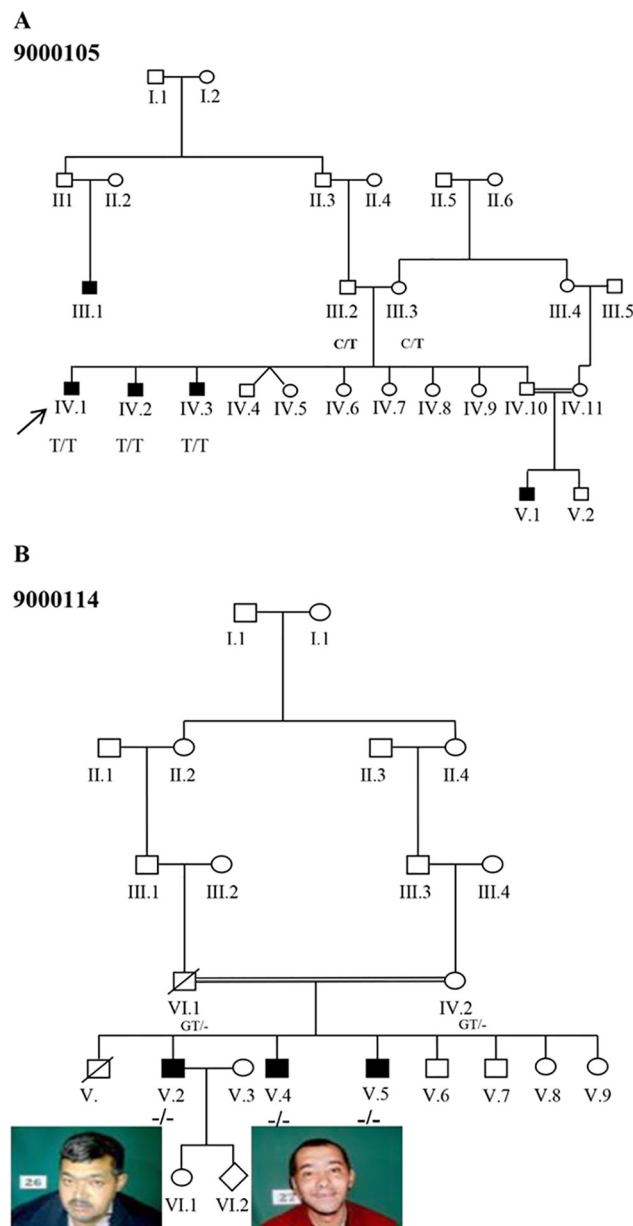 A
9000105
I.1 I.2
II1 II.2 II.3 II.4 II.5 II.6
III.1 III.2 III.3 III.4 III.5
C/T C/T
IV.1 IV.2 IV.3 IV.4 IV.5 IV.6 IV.7 IV.8 IV.9 IV.10 IV.11
T/T T/T T/T
V.1 V.2
B
9000114
I.1 I.1
II.1 II.2 II.3 II.4
III.1 III.2 III.3 III.4
VI.1 IV.2
GT/- GT/-
V. V.2 V.3 V.4 V.5 V.6 V.7 V.8 V.9
-/- -/- -/-
26 27
VI.1 VI.2